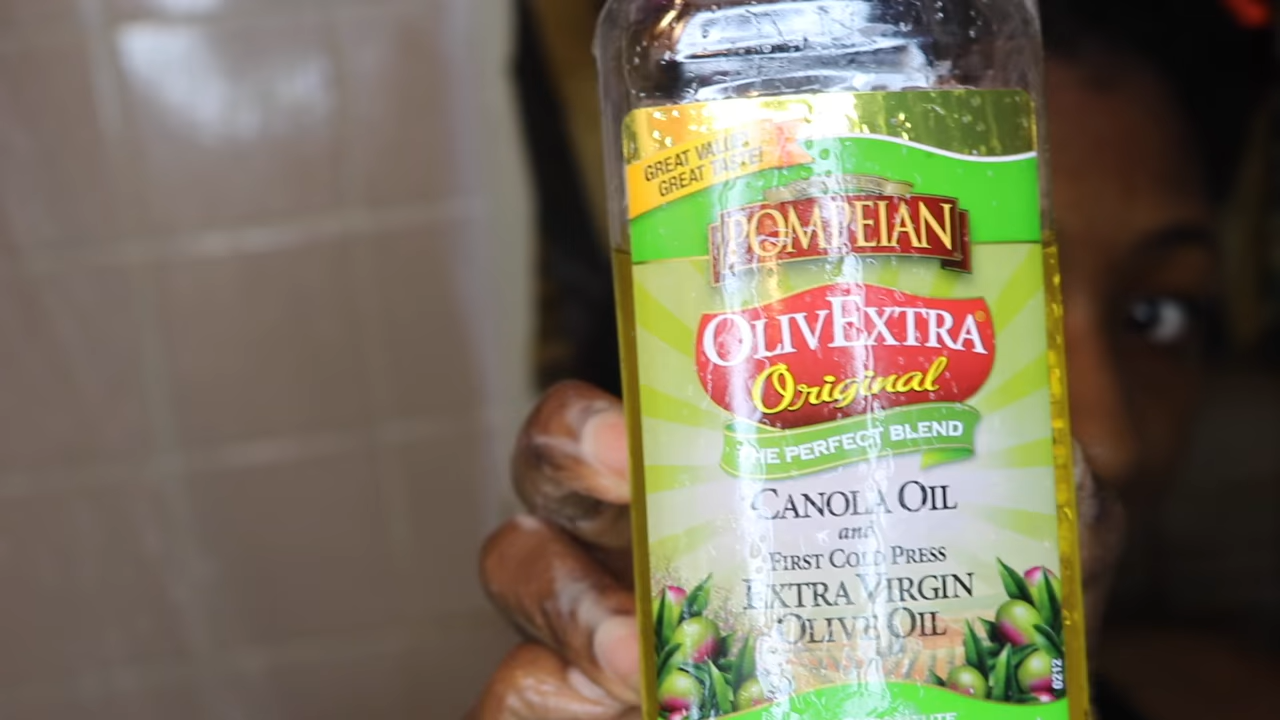 GREAT VALUE!
GREAT TASTE!
POMPEIAN
OLIVEXTRA®
Original
THE PERFECT BLEND
CANOLA OIL
and
FIRST COLD PRESS
EXTRA VIRGIN
OLIVE OIL
0212